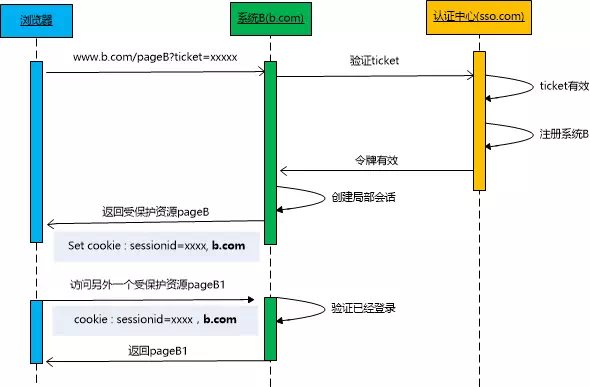 浏览器
系统B(b.com)
认证中心(sso.com)
www.b.com/pageB?ticket=xxxxx
验证ticket
ticket有效
注册系统B
令牌有效
创建局部会话
返回受保护资源pageB
Set cookie : sessionid=xxxx, b.com
访问另外一个受保护资源pageB1
cookie : sessionid=xxxx , b.com
验证已经登录
返回pageB1